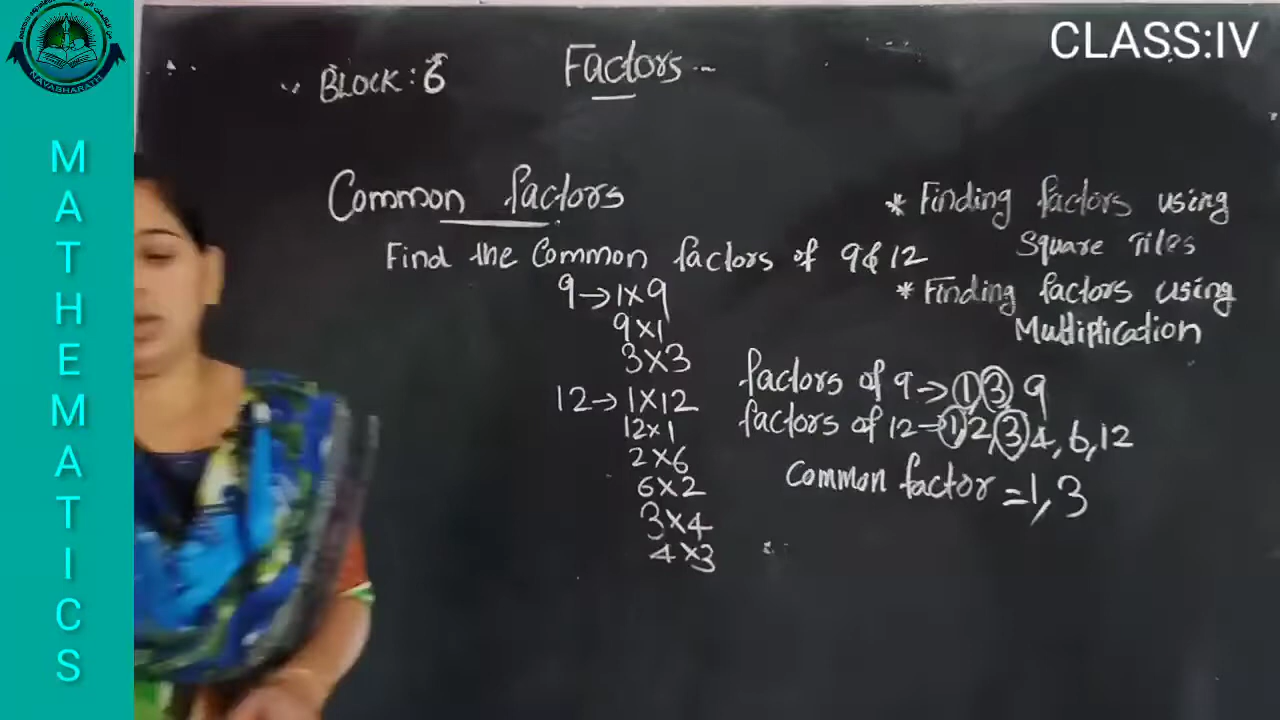 CLASS:IV
NAVABHARATH
MATHEMATICS
BLOCK: 6
Factors
Common factors
Find the Common factors of 9 & 12
9→1×9
9×1
3×3
12→1×12
12×1
2×6
6×2
3×4
4×3
* Finding factors using
Square Tiles
* Finding factors using
Multiplication
factors of 9→1,3,9
factors of 12→1,2,3,4,6,12
Common factor =1,3